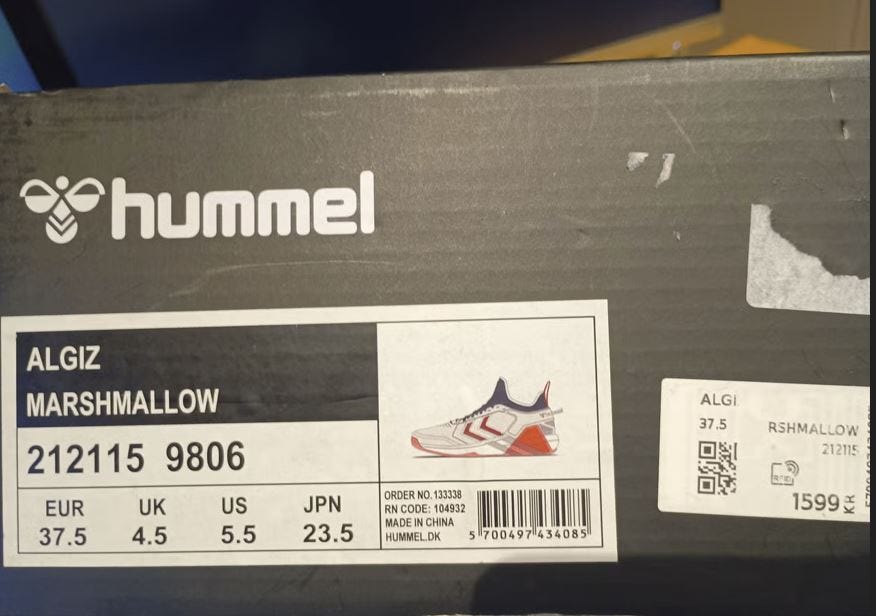 hummel
ALGIZ
MARSHMALLOW
212115 9806
EUR UK US JPN
37.5 4.5 5.5 23.5
ORDER NO. 133338
RN CODE: 104932
MADE IN CHINA
HUMMEL.DK
5 700497 434085
ALGI
37.5
RSHMALLOW
212115
RFID
1599 KR